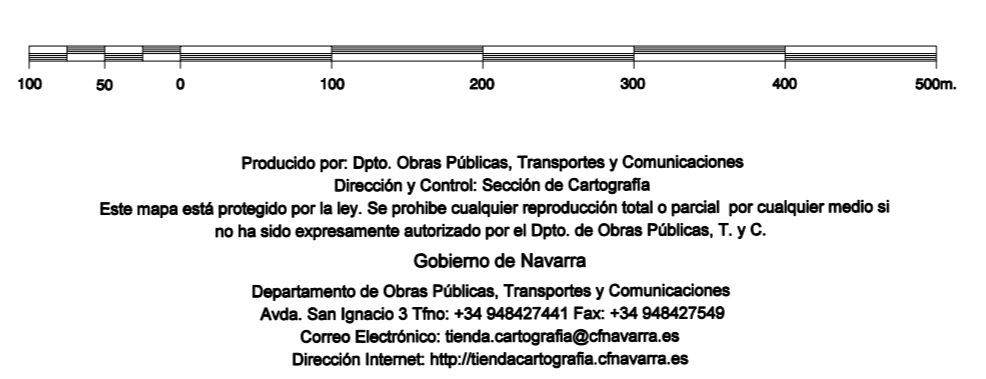 100 50 0 100 200 300 400 500m.
Producido por: Dpto. Obras Públicas, Transportes y Comunicaciones
Dirección y Control: Sección de Cartografía
Este mapa está protegido por la ley. Se prohibe cualquier reproducción total o parcial por cualquier medio si
no ha sido expresamente autorizado por el Dpto. de Obras Públicas, T. y C.
Gobierno de Navarra
Departamento de Obras Públicas, Transportes y Comunicaciones
Avda. San Ignacio 3 Tfno: +34 948427441 Fax: +34 948427549
Correo Electrónico: tienda.cartografia@cfnavarra.es
Dirección Internet: http://tiendacartografia.cfnavarra.es